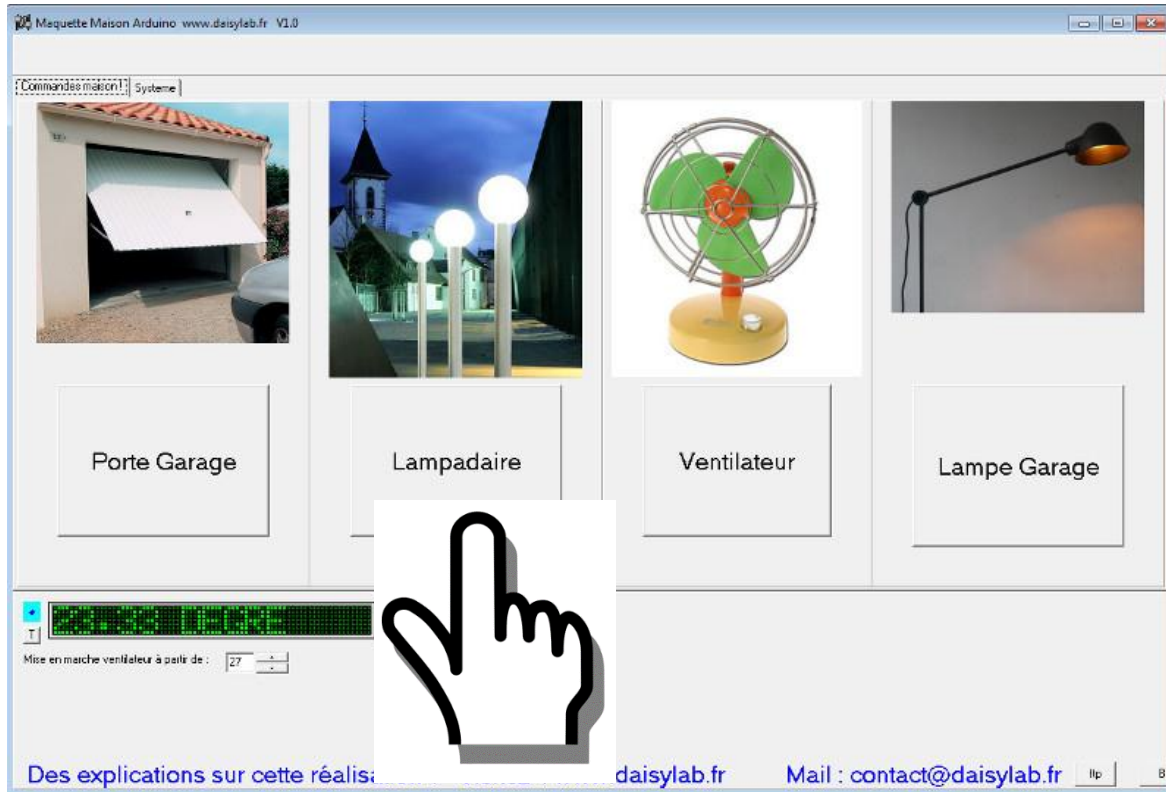 Maquette Maison Arduino www.daisylab.fr V1.0
Commandes maison ! Systeme
Porte Garage Lampadaire Ventilateur Lampe Garage
23.33 DEGRE
T
Mise en marche ventilateur à partir de : 27
Des explications sur cette daisylab.fr Mail : contact@daisylab.fr